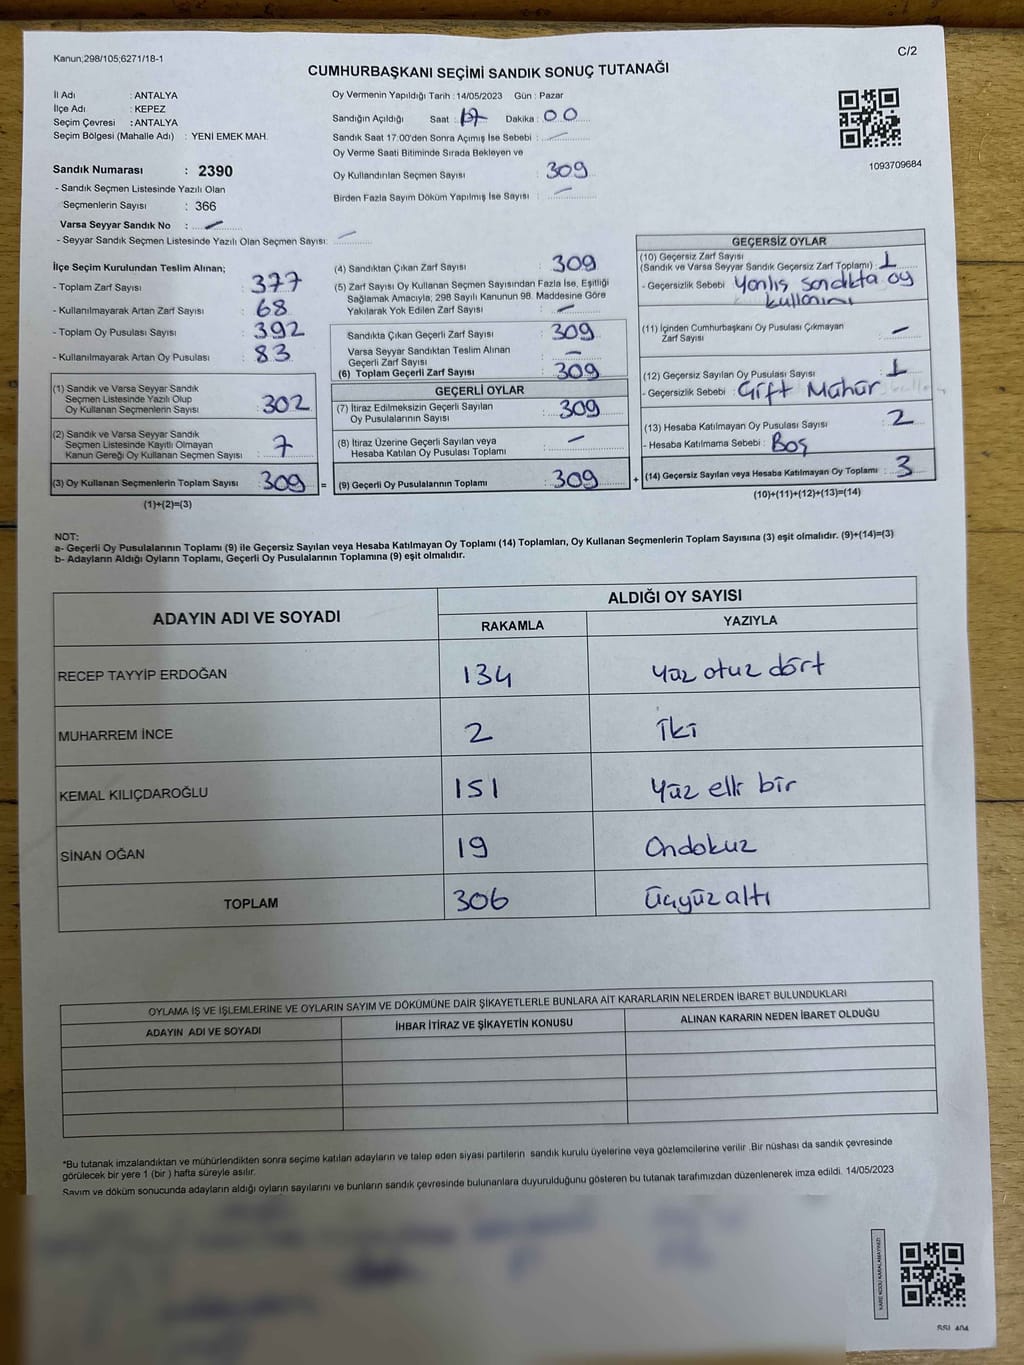 Kanun;298/105;6271/18-1
C/2
CUMHURBAŞKANI SEÇİMİ SANDIK SONUÇ TUTANAĞI
İl Adı : ANTALYA
İlçe Adı : KEPEZ
Seçim Çevresi : ANTALYA
Seçim Bölgesi (Mahalle Adı) : YENİ EMEK MAH.
Sandık Numarası : 2390
- Sandık Seçmen Listesinde Yazılı Olan
Seçmenlerin Sayısı : 366
Varsa Seyyar Sandık No : —
- Seyyar Sandık Seçmen Listesinde Yazılı Olan Seçmen Sayısı: —
Oy Vermenin Yapıldığı Tarih : 14/05/2023 Gün : Pazar
Sandığın Açıldığı Saat : 17 Dakika : 00
Sandık Saat 17.00'den Sonra Açımış İse Sebebi : —
Oy Verme Saati Bitiminde Sırada Bekleyen ve
Oy Kullandırılan Seçmen Sayısı : 309
Birden Fazla Sayım Döküm Yapılmış İse Sayısı : —
1093709684
İlçe Seçim Kurulundan Teslim Alınan;
- Toplam Zarf Sayısı : 377
- Kullanılmayarak Artan Zarf Sayısı : 68
- Toplam Oy Pusulası Sayısı : 392
- Kullanılmayarak Artan Oy Pusulası : 83
(1) Sandık ve Varsa Seyyar Sandık
Seçmen Listesinde Yazılı Olup
Oy Kullanan Seçmenlerin Sayısı : 302
(2) Sandık ve Varsa Seyyar Sandık
Seçmen Listesinde Kayıtlı Olmayan
Kanun Gereği Oy Kullanan Seçmen Sayısı : 7
(3) Oy Kullanan Seçmenlerin Toplam Sayısı : 309 =
(1)+(2)=(3)
(4) Sandıktan Çıkan Zarf Sayısı : 309
(5) Zarf Sayısı Oy Kullanan Seçmen Sayısından Fazla İse, Eşitliği
Sağlamak Amacıyla; 298 Sayılı Kanunun 98. Maddesine Göre
Yakılarak Yok Edilen Zarf Sayısı : —
Sandıkta Çıkan Geçerli Zarf Sayısı : 309
Varsa Seyyar Sandıktan Teslim Alınan
Geçerli Zarf Sayısı : —
(6) Toplam Geçerli Zarf Sayısı : 309
GEÇERLİ OYLAR
(7) İtiraz Edilmeksizin Geçerli Sayılan
Oy Pusulalarının Sayısı : 309
(8) İtiraz Üzerine Geçerli Sayılan veya
Hesaba Katılan Oy Pusulası Toplamı : —
(9) Geçerli Oy Pusulalarının Toplamı : 309 +
GEÇERSİZ OYLAR
(10) Geçersiz Zarf Sayısı
(Sandık ve Varsa Seyyar Sandık Geçersiz Zarf Toplamı) : 1
- Geçersizlik Sebebi : Yanlış sandıkta oy
kullanımı
(11) İçinden Cumhurbaşkanı Oy Pusulası Çıkmayan
Zarf Sayısı : —
(12) Geçersiz Sayılan Oy Pusulası Sayısı : 1
- Geçersizlik Sebebi : Çift Mühür
(13) Hesaba Katılmayan Oy Pusulası Sayısı : 2
- Hesaba Katılmama Sebebi : Boş
(14) Geçersiz Sayılan veya Hesaba Katılmayan Oy Toplamı : 3
(10)+(11)+(12)+(13)=(14)
NOT:
a- Geçerli Oy Pusulalarının Toplamı (9) ile Geçersiz Sayılan veya Hesaba Katılmayan Oy Toplamı (14) Toplamları, Oy Kullanan Seçmenlerin Toplam Sayısına (3) eşit olmalıdır. (9)+(14)=(3)
b- Adayların Aldığı Oyların Toplamı, Geçerli Oy Pusulalarının Toplamına (9) eşit olmalıdır.
ADAYIN ADI VE SOYADI ALDIĞI OY SAYISI
RAKAMLA YAZIYLA
RECEP TAYYİP ERDOĞAN 134 Yüz otuz dört
MUHARREM İNCE 2 İki
KEMAL KILIÇDAROĞLU 151 Yüz elli bir
SİNAN OĞAN 19 Ondokuz
TOPLAM 306 Üçyüz altı
OYLAMA İŞ VE İŞLEMLERİNE VE OYLARIN SAYIM VE DÖKÜMÜNE DAİR ŞİKAYETLERLE BUNLARA AİT KARARLARIN NELERDEN İBARET BULUNDUKLARI
ADAYIN ADI VE SOYADI İHBAR İTİRAZ VE ŞİKAYETİN KONUSU ALINAN KARARIN NEDEN İBARET OLDUĞU
*Bu tutanak imzalandıktan ve mühürlendikten sonra seçime katılan adayların ve talep eden siyasi partilerin sandık kurulu üyelerine veya gözlemcilerine verilir .Bir nüshası da sandık çevresinde
görülecek bir yere 1 (bir ) hafta süreyle asılır.
Sayım ve döküm sonucunda adayların aldığı oyların sayılarını ve bunların sandık çevresinde bulunanlara duyurulduğunu gösteren bu tutanak tarafımızdan düzenlenerek imza edildi. 14/05/2023
KARE KODU KARALAMAYINIZ!